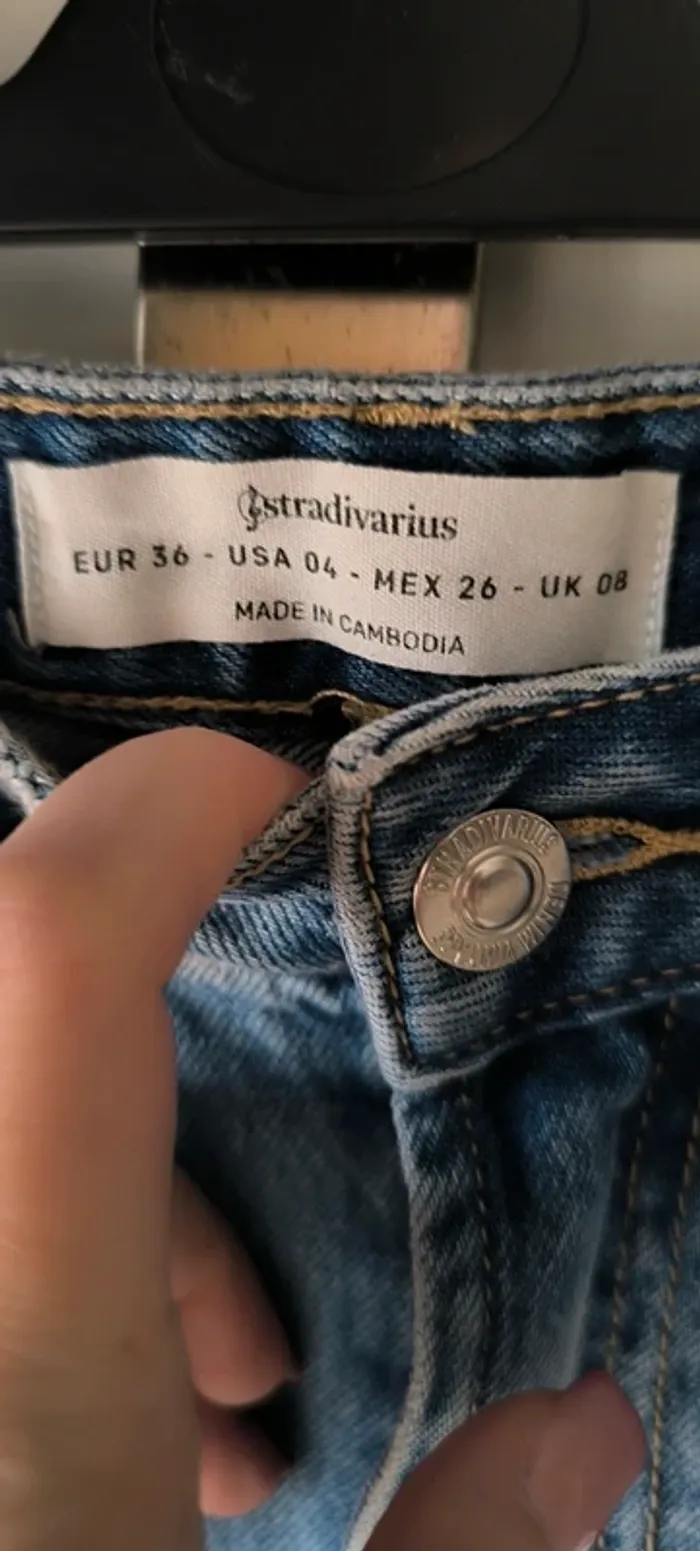 stradivarius
EUR 36 - USA 04 - MEX 26 - UK 08
MADE IN CAMBODIA
STRADIVARIUS